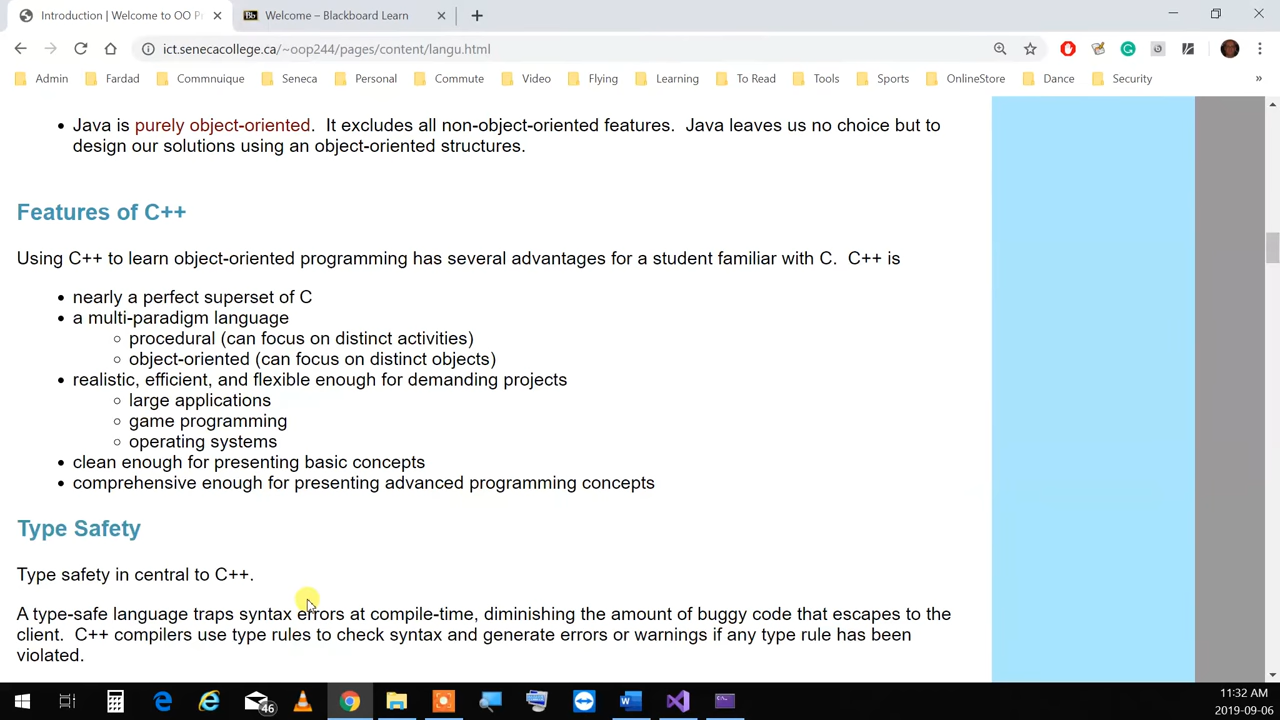 Introduction | Welcome to OO Pr
Welcome – Blackboard Learn
ict.senecacollege.ca/~oop244/pages/content/langu.html
Admin Fardad Commnuique Seneca Personal Commute Video Flying Learning To Read Tools Sports OnlineStore Dance Security »
• Java is purely object-oriented. It excludes all non-object-oriented features. Java leaves us no choice but to
design our solutions using an object-oriented structures.
Features of C++
Using C++ to learn object-oriented programming has several advantages for a student familiar with C. C++ is
• nearly a perfect superset of C
• a multi-paradigm language
○ procedural (can focus on distinct activities)
○ object-oriented (can focus on distinct objects)
• realistic, efficient, and flexible enough for demanding projects
○ large applications
○ game programming
○ operating systems
• clean enough for presenting basic concepts
• comprehensive enough for presenting advanced programming concepts
Type Safety
Type safety in central to C++.
A type-safe language traps syntax errors at compile-time, diminishing the amount of buggy code that escapes to the
client. C++ compilers use type rules to check syntax and generate errors or warnings if any type rule has been
violated.
46
11:32 AM
2019-09-06